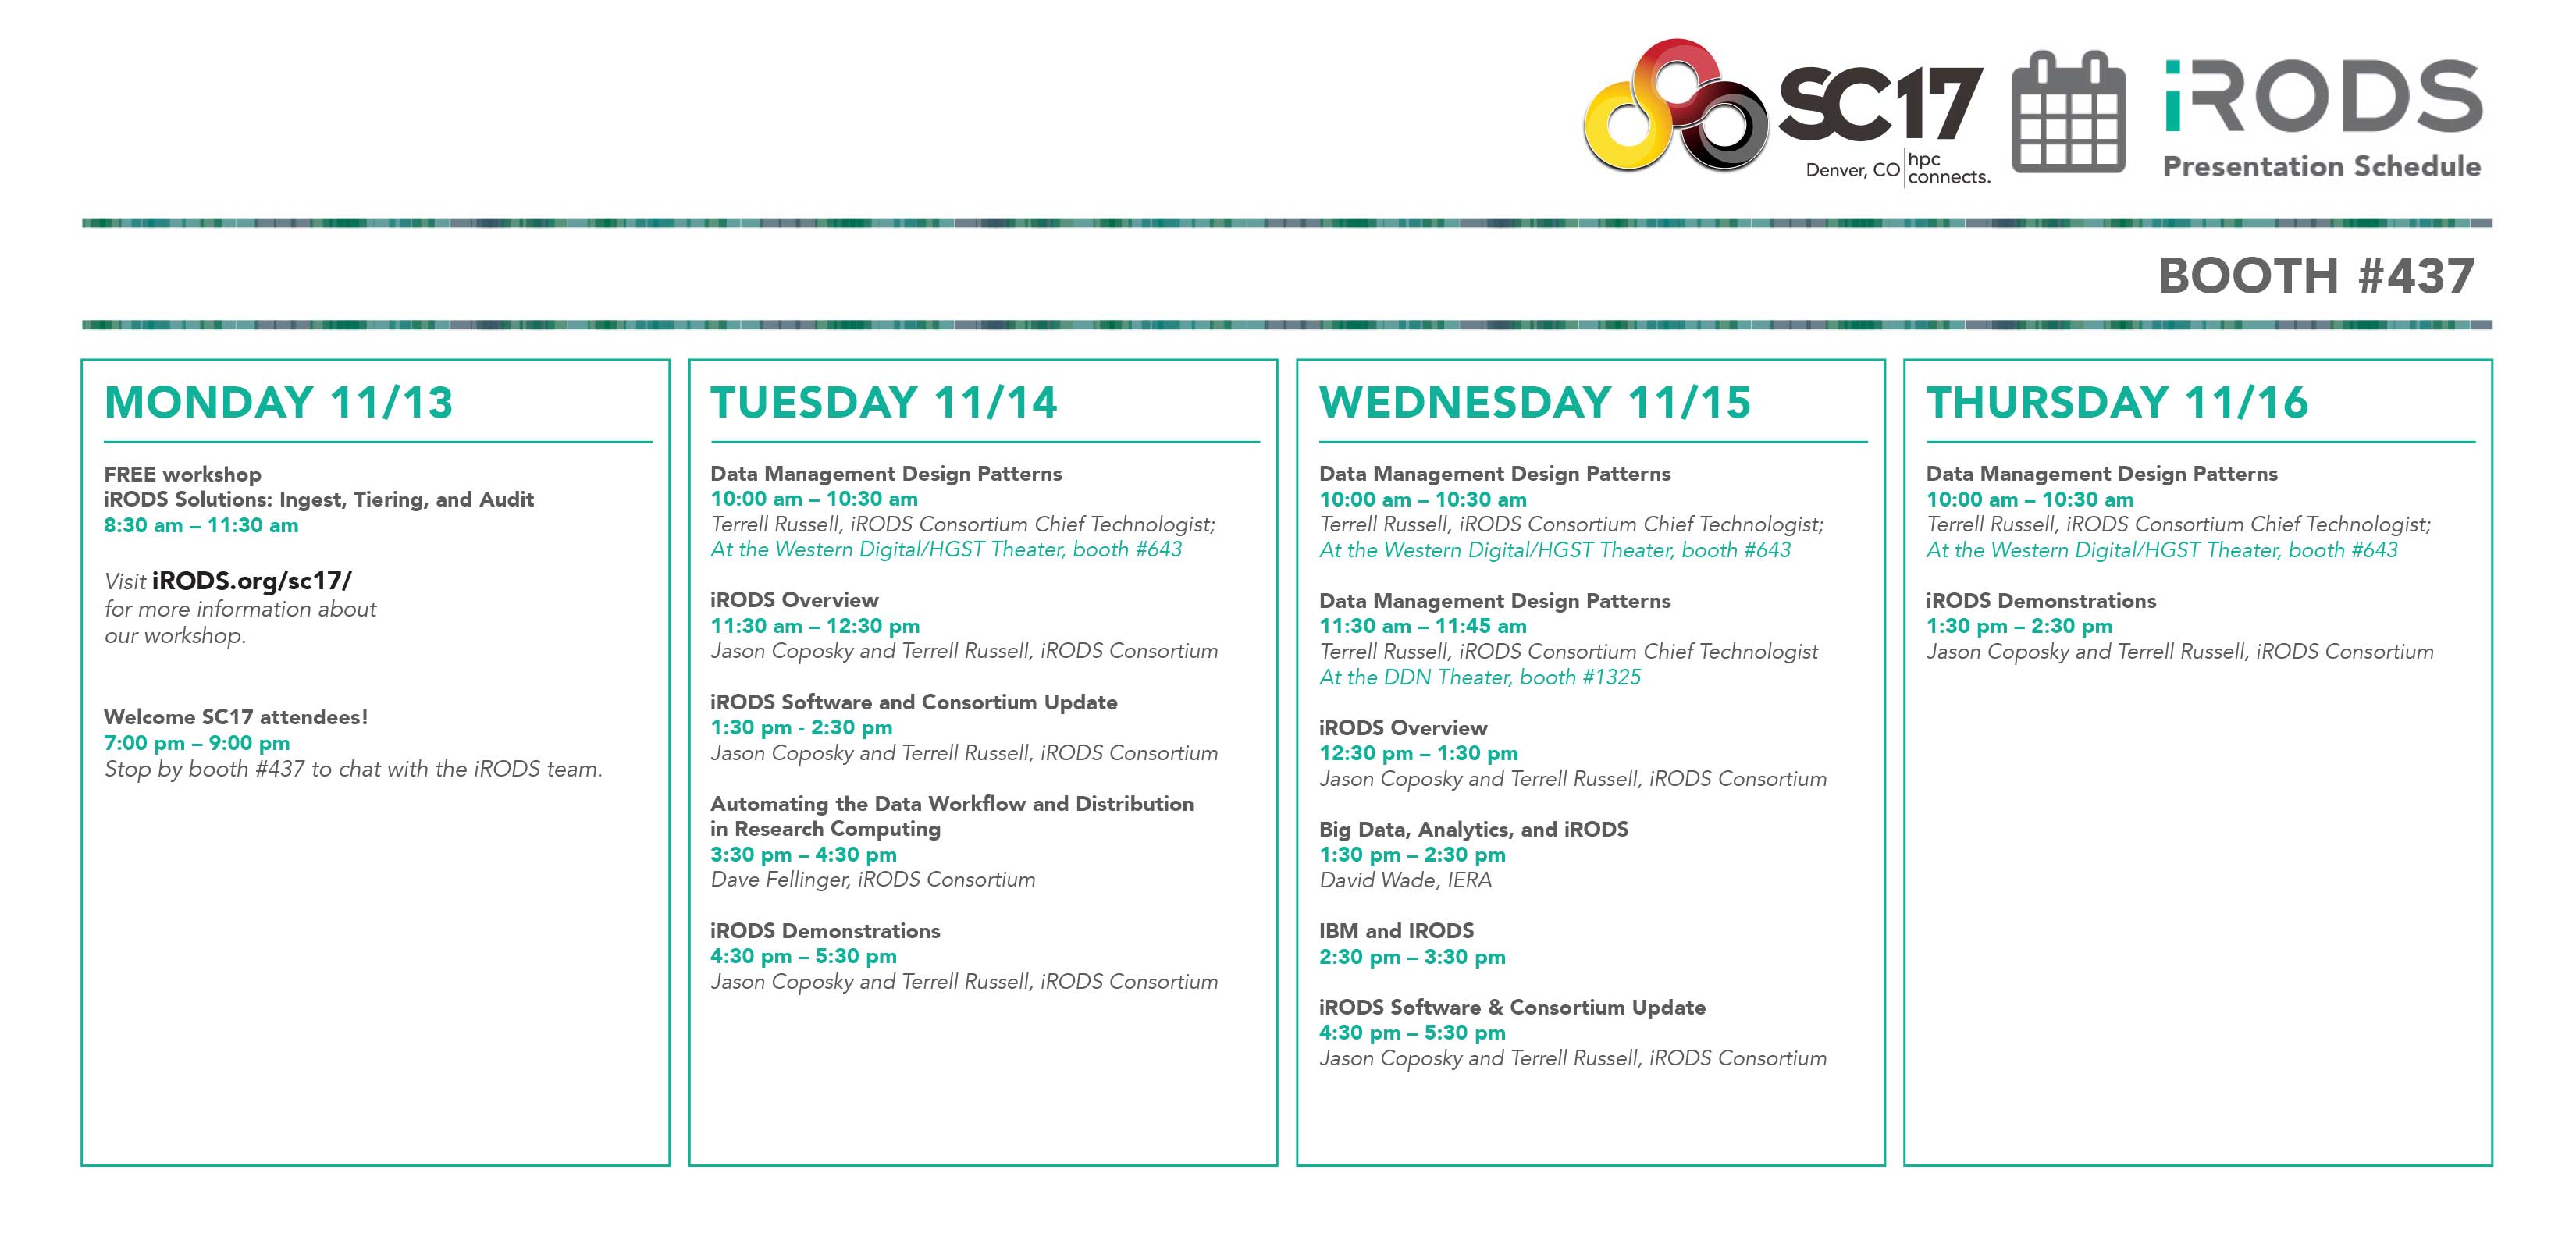 SC17
Denver, CO
hpc
connects.
iRODS
Presentation Schedule
BOOTH #437
MONDAY 11/13
FREE workshop
iRODS Solutions: Ingest, Tiering, and Audit
8:30 am – 11:30 am
Visit iRODS.org/sc17/
for more information about
our workshop.
Welcome SC17 attendees!
7:00 pm – 9:00 pm
Stop by booth #437 to chat with the iRODS team.
TUESDAY 11/14
Data Management Design Patterns
10:00 am – 10:30 am
Terrell Russell, iRODS Consortium Chief Technologist;
At the Western Digital/HGST Theater, booth #643
iRODS Overview
11:30 am – 12:30 pm
Jason Coposky and Terrell Russell, iRODS Consortium
iRODS Software and Consortium Update
1:30 pm - 2:30 pm
Jason Coposky and Terrell Russell, iRODS Consortium
Automating the Data Workflow and Distribution
in Research Computing
3:30 pm – 4:30 pm
Dave Fellinger, iRODS Consortium
iRODS Demonstrations
4:30 pm – 5:30 pm
Jason Coposky and Terrell Russell, iRODS Consortium
WEDNESDAY 11/15
Data Management Design Patterns
10:00 am – 10:30 am
Terrell Russell, iRODS Consortium Chief Technologist;
At the Western Digital/HGST Theater, booth #643
Data Management Design Patterns
11:30 am – 11:45 am
Terrell Russell, iRODS Consortium Chief Technologist
At the DDN Theater, booth #1325
iRODS Overview
12:30 pm – 1:30 pm
Jason Coposky and Terrell Russell, iRODS Consortium
Big Data, Analytics, and iRODS
1:30 pm – 2:30 pm
David Wade, IERA
IBM and IRODS
2:30 pm – 3:30 pm
iRODS Software & Consortium Update
4:30 pm – 5:30 pm
Jason Coposky and Terrell Russell, iRODS Consortium
THURSDAY 11/16
Data Management Design Patterns
10:00 am – 10:30 am
Terrell Russell, iRODS Consortium Chief Technologist;
At the Western Digital/HGST Theater, booth #643
iRODS Demonstrations
1:30 pm – 2:30 pm
Jason Coposky and Terrell Russell, iRODS Consortium